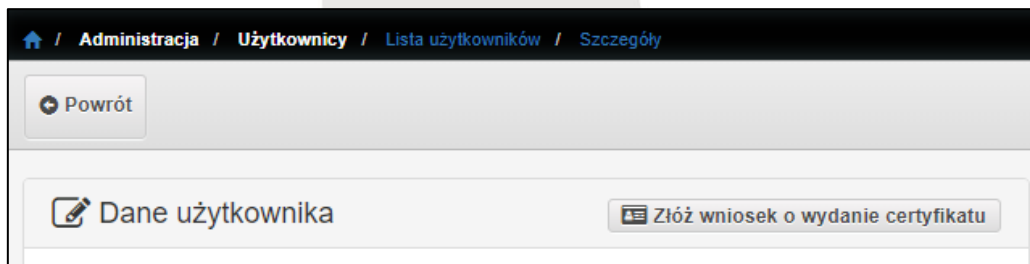 / Administracja / Użytkownicy / Lista użytkowników / Szczegóły
Powrót
Dane użytkownika
Złóż wniosek o wydanie certyfikatu